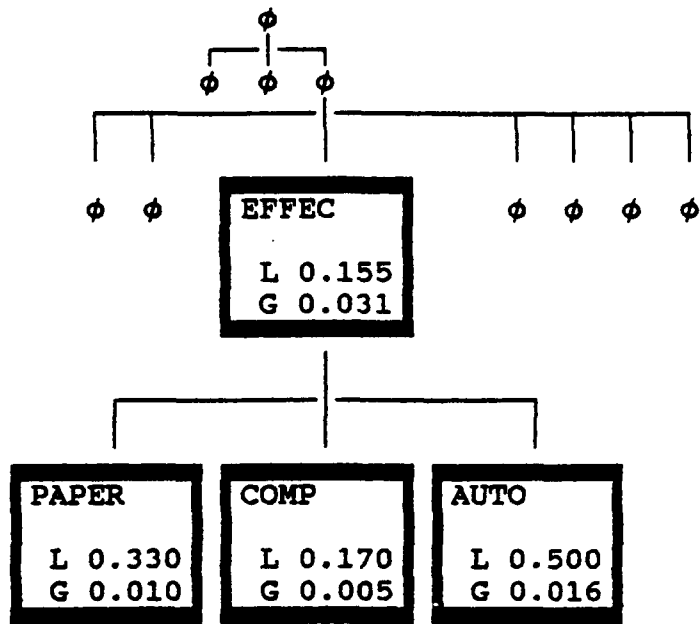 φ
φ φ φ
φ φ φ φ φ φ
EFFEC
L 0.155
G 0.031
PAPER COMP AUTO
L 0.330 L 0.170 L 0.500
G 0.010 G 0.005 G 0.016